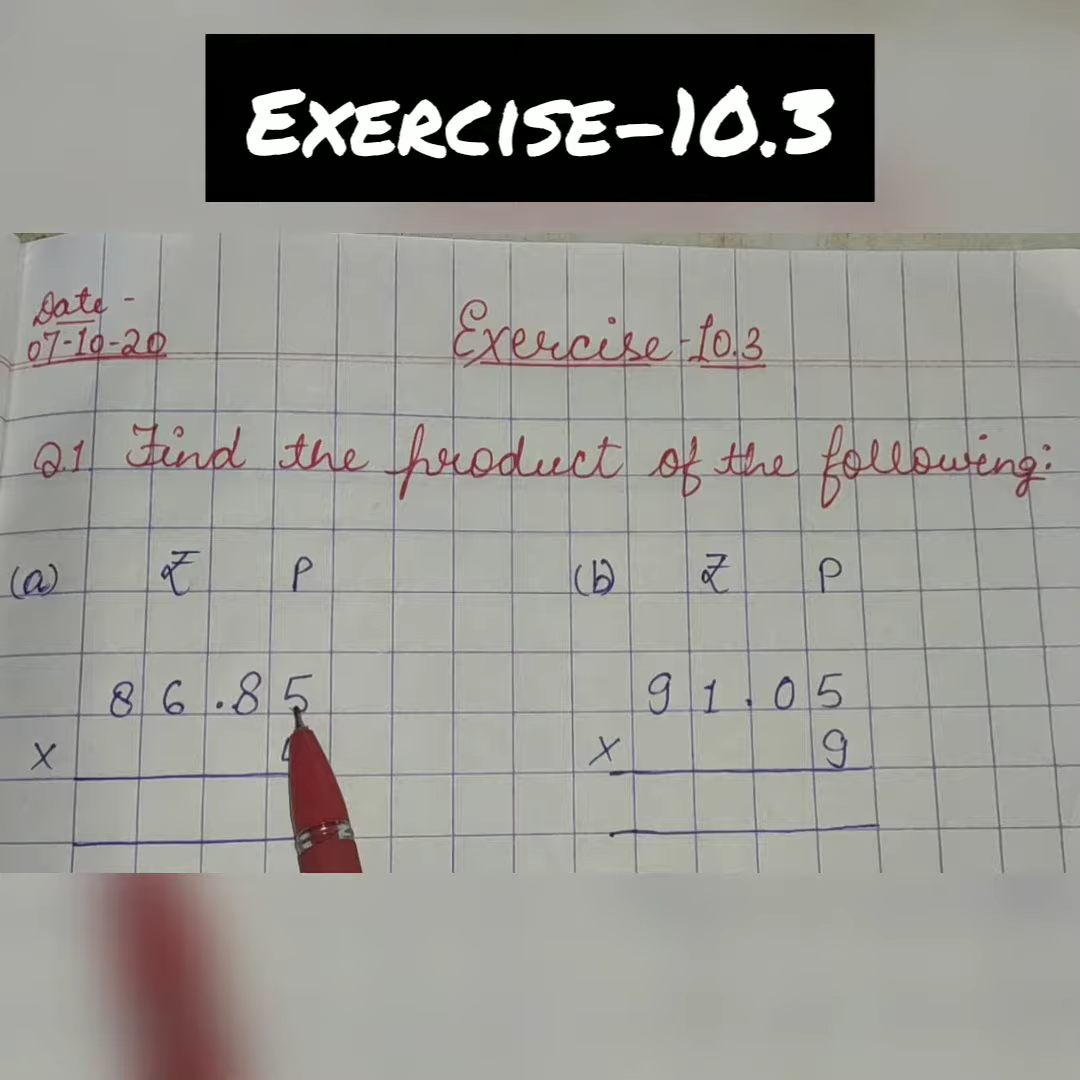 EXERCISE-10.3
Date -
07-10-20
Exercise-10.3
Q.1 Find the product of the following:
(a) ₹ P
(b) ₹ P
86.85
×
91.05
× 9